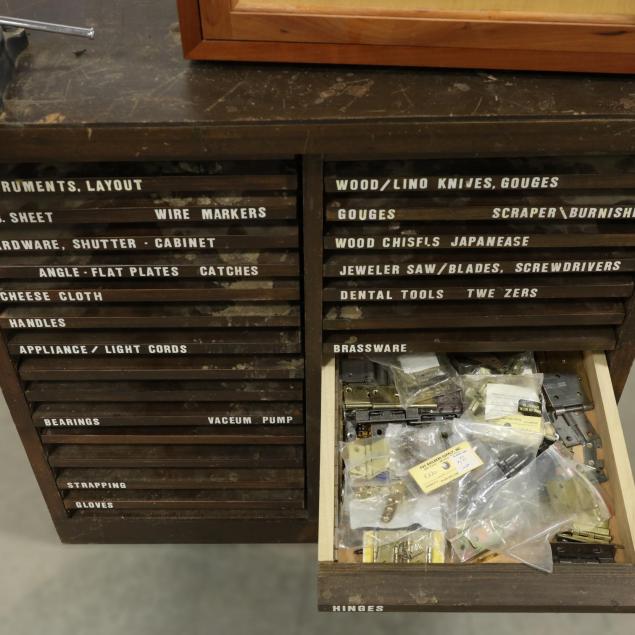 RUMENTS, LAYOUT
SHEET WIRE MARKERS
ARDWARE, SHUTTER - CABINET
ANGLE-FLAT PLATES CATCHES
CHEESE CLOTH
HANDLES
APPLIANCE / LIGHT CORDS
BEARINGS VACEUM PUMP
STRAPPING
GLOVES
WOOD/LINO KNIVES, GOUGES
GOUGES SCRAPER\BURNISHI
WOOD CHISELS JAPANEASE
JEWELER SAW/BLADES, SCREWDRIVERS
DENTAL TOOLS TWE ZERS
BRASSWARE
HINGES